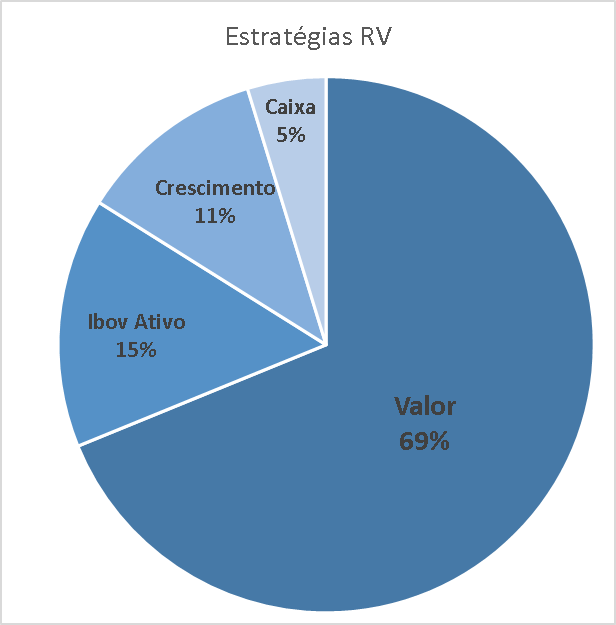 Estratégias RV
Caixa
5%
Crescimento
11%
Ibov Ativo
15%
Valor
69%